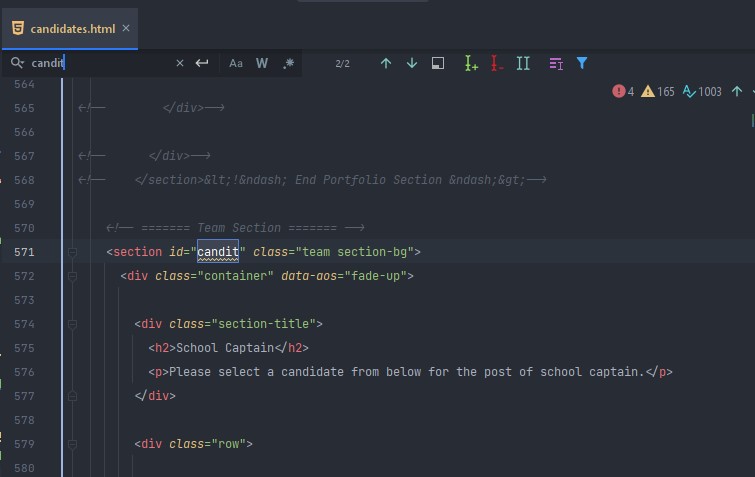 candidates.html
candit
Aa W .* 2/2
4 165 1003
564
565 <!-- </div>-->
566
567 <!-- </div>-->
568 <!-- </section>&lt;!&ndash; End Portfolio Section &ndash;&gt;-->
569
570 <!-- ======= Team Section ======= -->
571 <section id="candit" class="team section-bg">
572 <div class="container" data-aos="fade-up">
573
574 <div class="section-title">
575 <h2>School Captain</h2>
576 <p>Please select a candidate from below for the post of school captain.</p>
577 </div>
578
579 <div class="row">
580